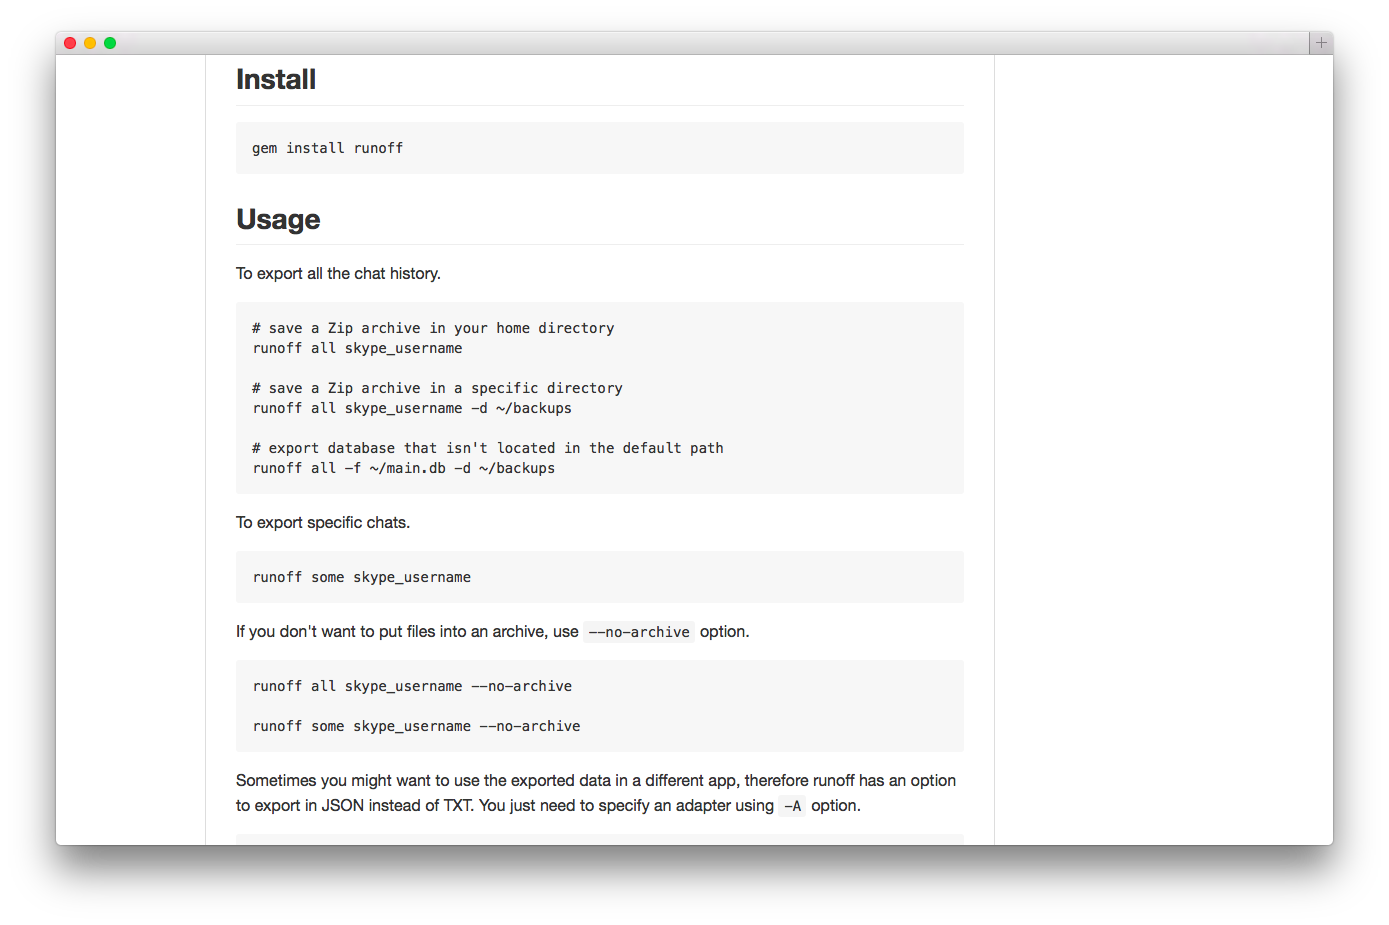 Install
gem install runoff
Usage
To export all the chat history.
# save a Zip archive in your home directory
runoff all skype_username
# save a Zip archive in a specific directory
runoff all skype_username -d ~/backups
# export database that isn't located in the default path
runoff all -f ~/main.db -d ~/backups
To export specific chats.
runoff some skype_username
If you don't want to put files into an archive, use --no-archive option.
runoff all skype_username --no-archive
runoff some skype_username --no-archive
Sometimes you might want to use the exported data in a different app, therefore runoff has an option
to export in JSON instead of TXT. You just need to specify an adapter using -A option.